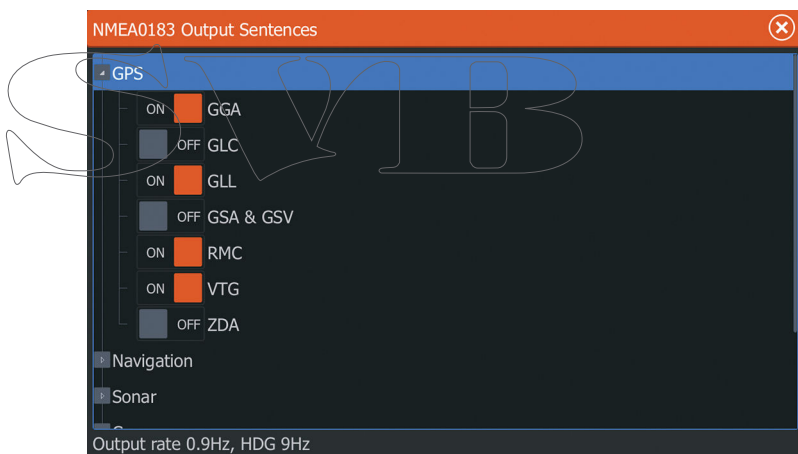 NMEA0183 Output Sentences
GPS
ON GGA
OFF GLC
ON GLL
OFF GSA & GSV
ON RMC
ON VTG
OFF ZDA
Navigation
Sonar
Output rate 0.9Hz, HDG 9Hz
SVB